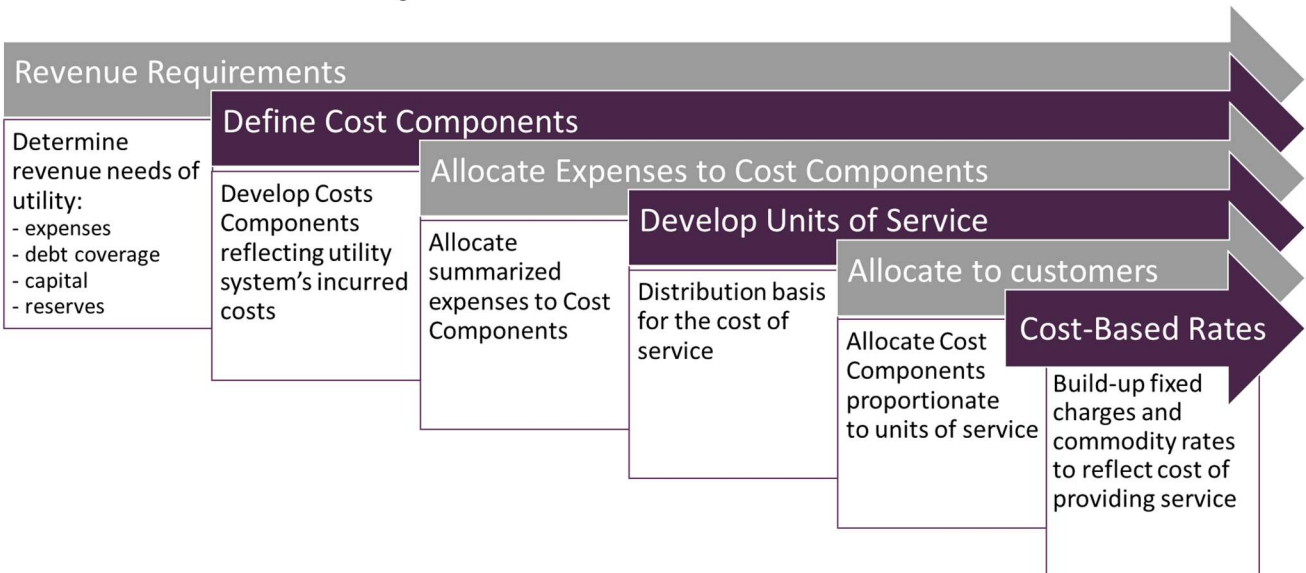 Revenue Requirements
Determine
revenue needs of
utility:
- expenses
- debt coverage
- capital
- reserves
Define Cost Components
Develop Costs
Components
reflecting utility
system's incurred
costs
Allocate Expenses to Cost Components
Allocate
summarized
expenses to Cost
Components
Develop Units of Service
Distribution basis
for the cost of
service
Allocate to customers
Allocate Cost
Components
proportionate
to units of service
Cost-Based Rates
Build-up fixed
charges and
commodity rates
to reflect cost of
providing service